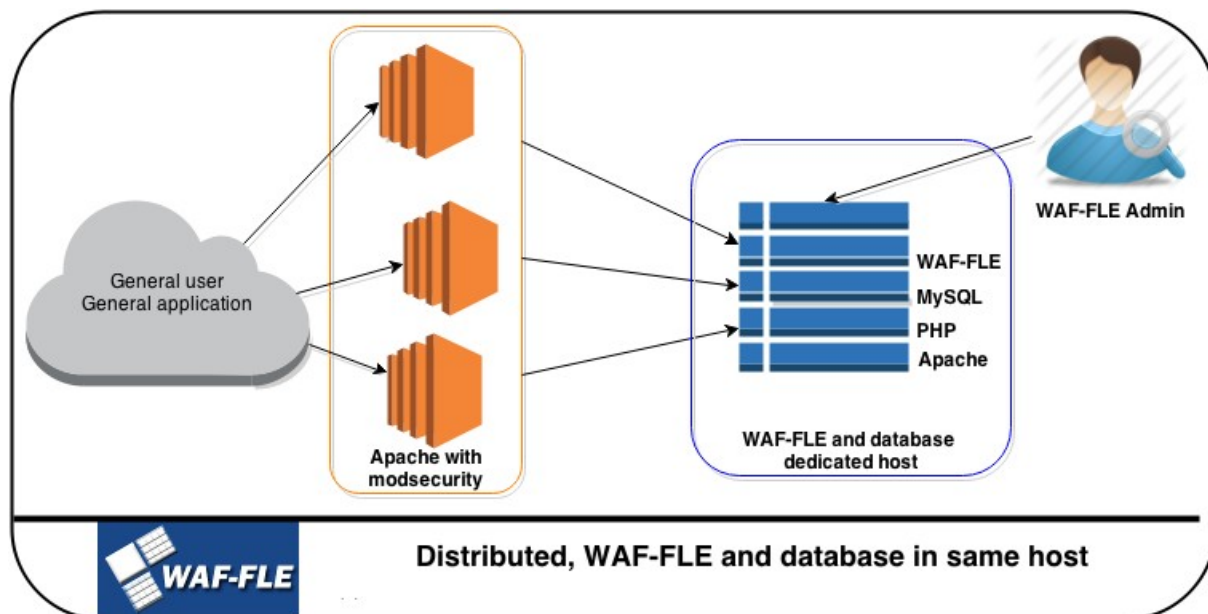 General user
General application
Apache with
modsecurity
WAF-FLE
MySQL
PHP
Apache
WAF-FLE and database
dedicated host
WAF-FLE Admin
WAF-FLE
Distributed, WAF-FLE and database in same host